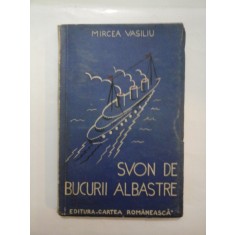 MIRCEA VASILIU
SVON DE
BUCURII ALBASTRE
"EDITURA „CARTEA ROMÂNEASCĂ"